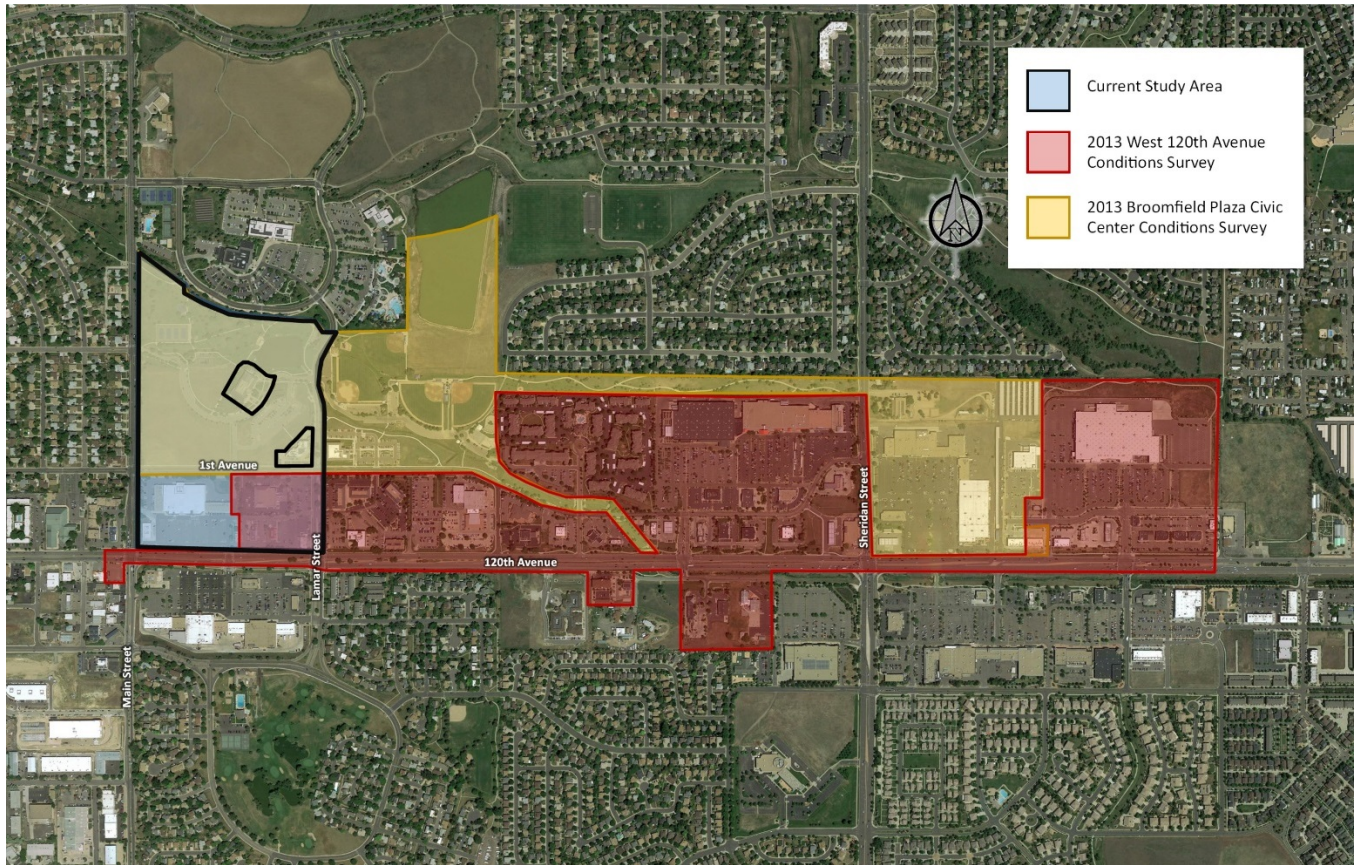 Current Study Area
2013 West 120th Avenue
Conditions Survey
2013 Broomfield Plaza Civic
Center Conditions Survey
N
1st Avenue
Sheridan Street
Lamar Street
120th Avenue
Main Street